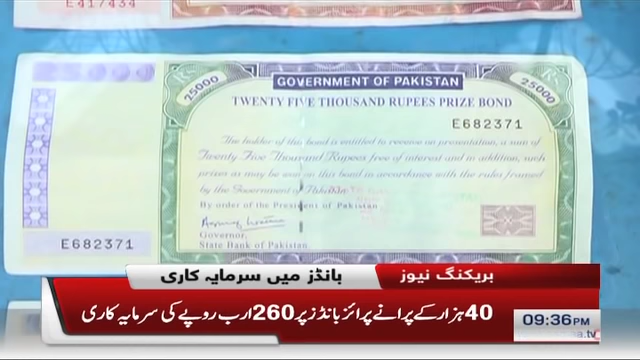 E417434
25000
GOVERNMENT OF PAKISTAN
25000
TWENTY FIVE THOUSAND RUPEES PRIZE BOND
E682371
The holder of this bond is entitled to receive on presentation, a sum of
Twenty Five Thousand Rupees free of interest and in addition, such
prizes as may be won on this bond in accordance with the rules framed
by the Government of Pakistan
By order of the President of Pakistan
Governor,
State Bank of Pakistan.
E682371
بریکنگ نیوز
بانڈز میں سرمایہ کاری
40 ہزار کے پرانے پرائز بانڈز پر 260 ارب روپے کی سرمایہ کاری
09:36PM